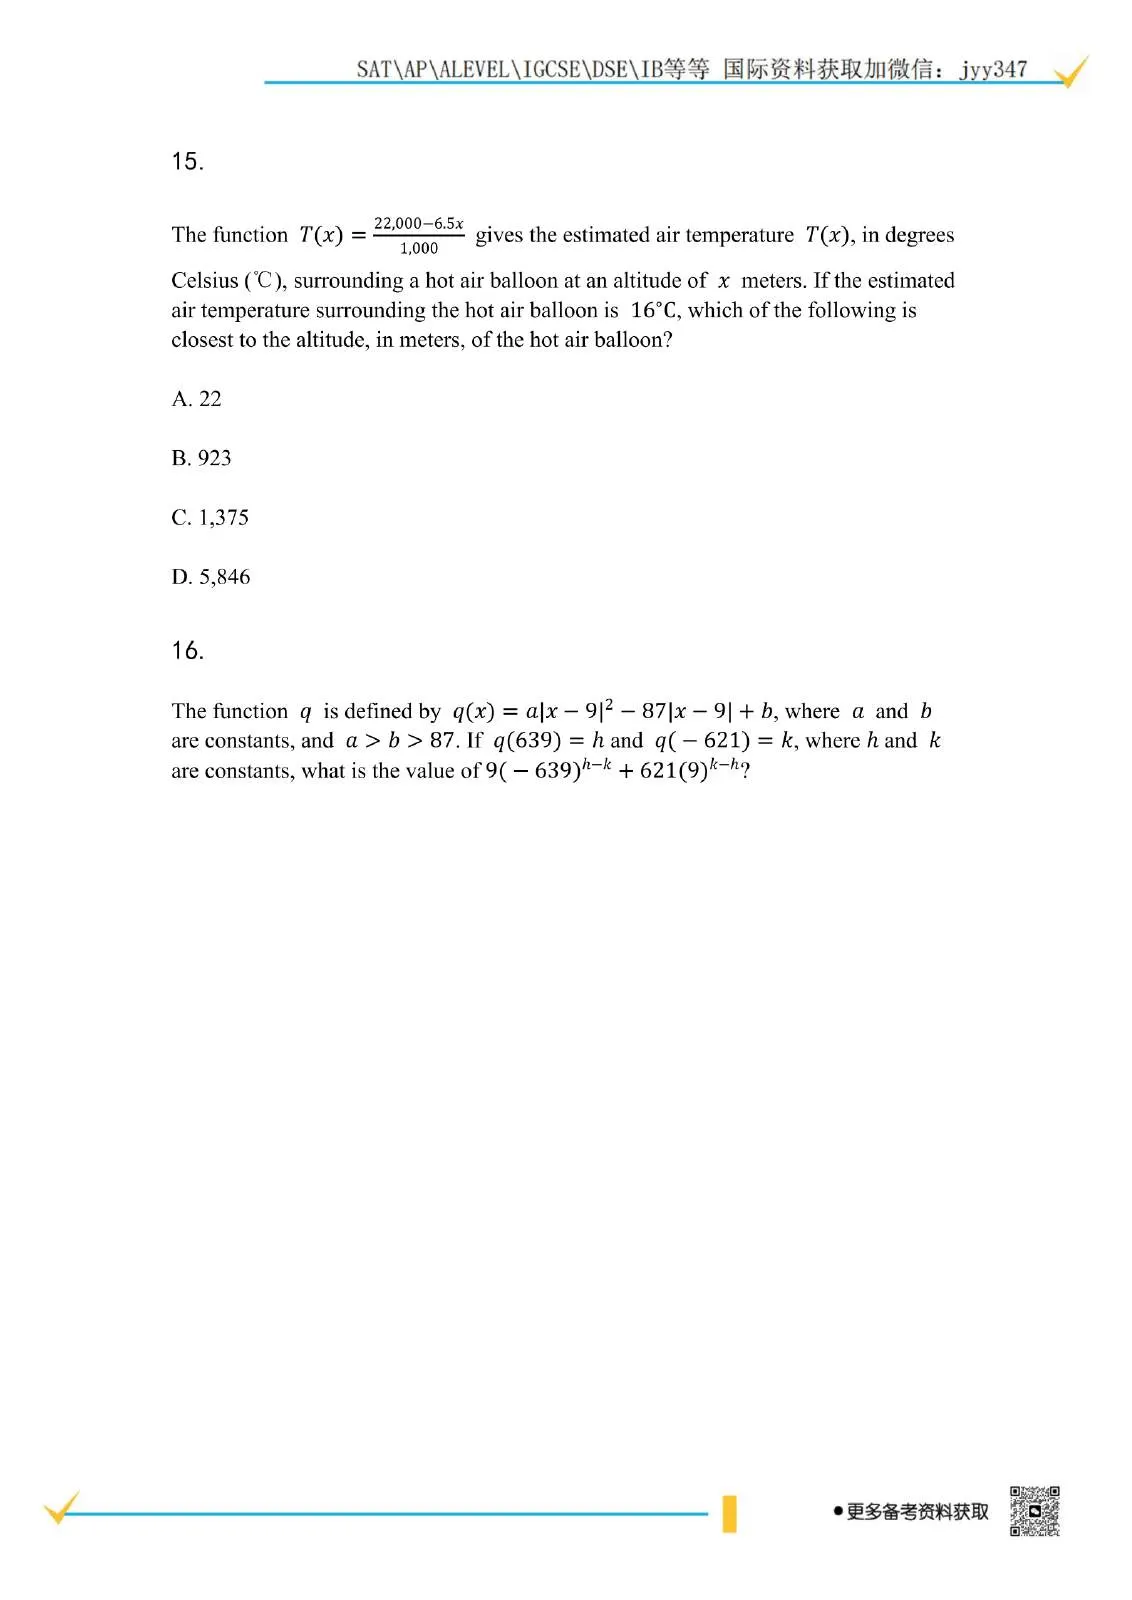 SAT\AP\ALEVEL\IGCSE\DSE\IB等等 国际资料获取加微信：jyy347
15.
The function T(x) = \frac{22,000−6.5x}{1,000} gives the estimated air temperature T(x), in degrees
Celsius (℃), surrounding a hot air balloon at an altitude of x meters. If the estimated
air temperature surrounding the hot air balloon is 16°C, which of the following is
closest to the altitude, in meters, of the hot air balloon?
A. 22
B. 923
C. 1,375
D. 5,846
16.
The function q is defined by q(x) = a|x − 9|² − 87|x − 9| + b, where a and b
are constants, and a > b > 87. If q(639) = h and q( − 621) = k, where h and k
are constants, what is the value of 9( − 639)^{h−k} + 621(9)^{k−h}?
●更多备考资料获取